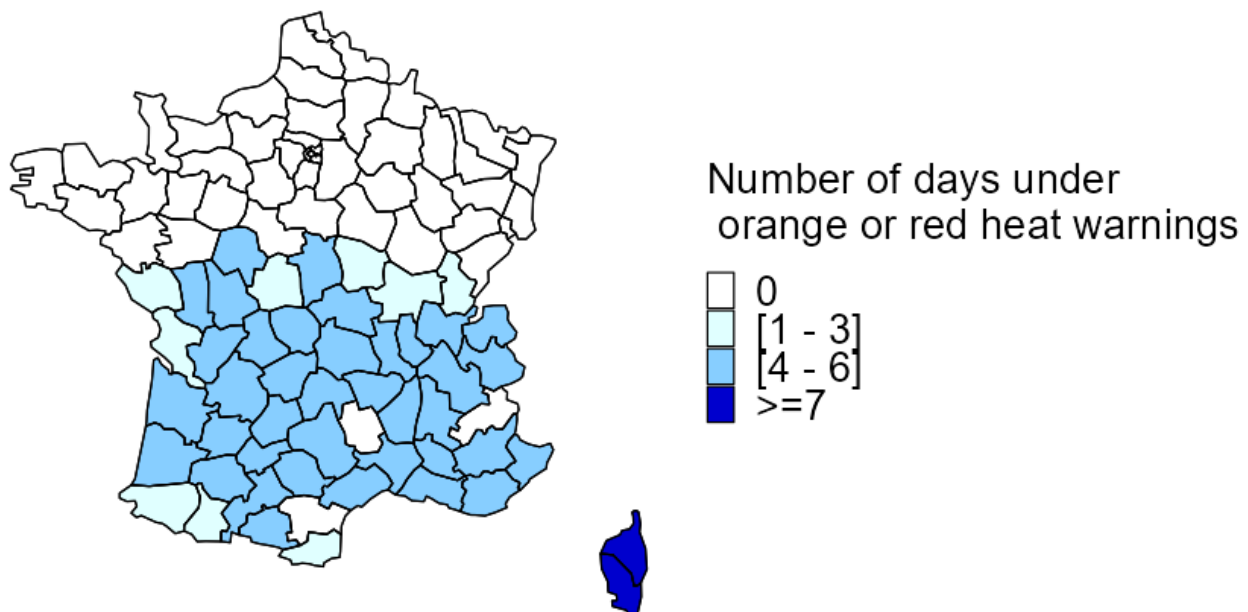 Number of days under
orange or red heat warnings
0
[1 - 3]
[4 - 6]
>=7